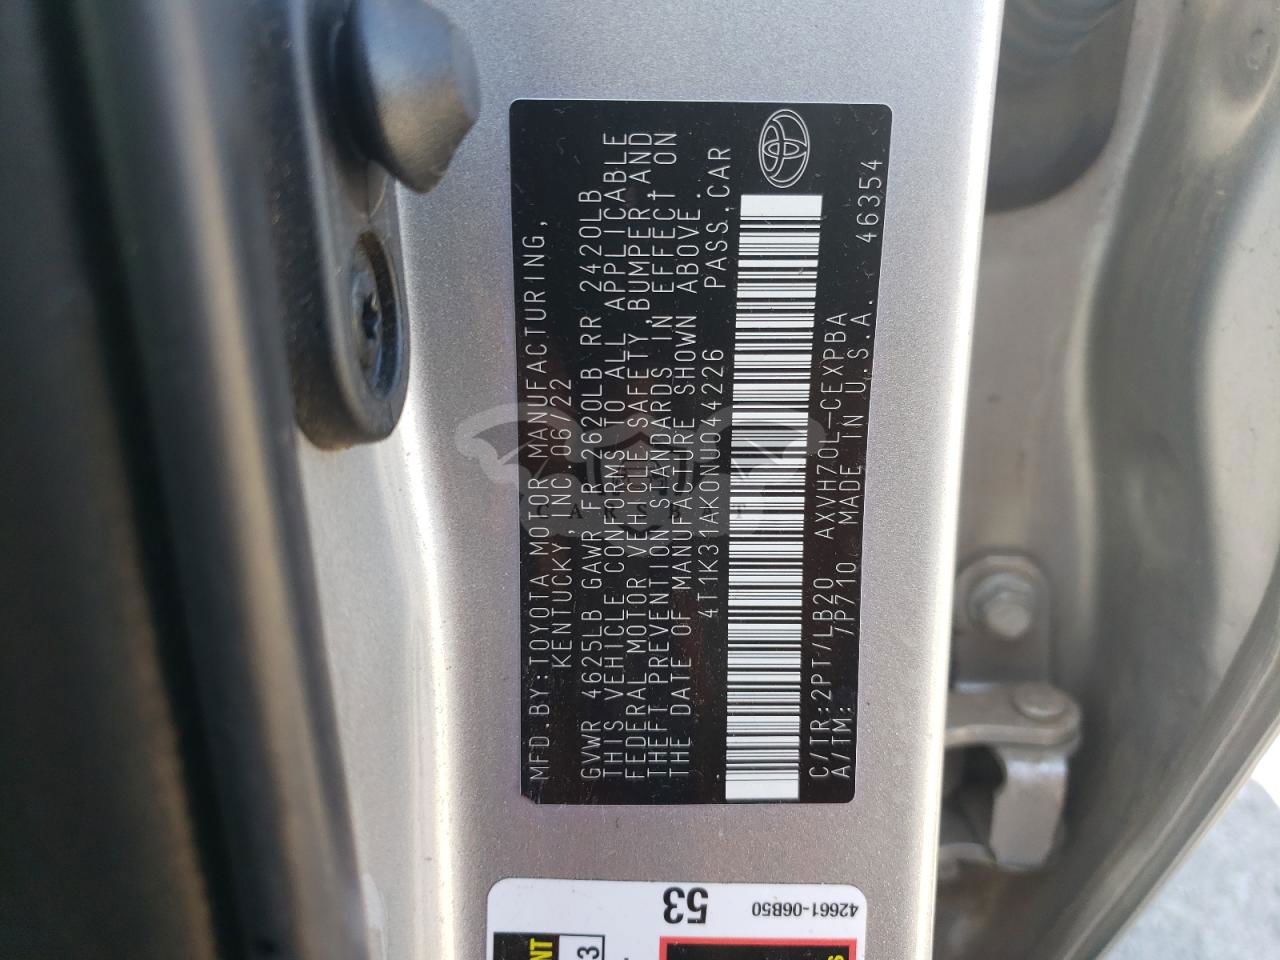 MFD.BY:TOYOTA MOTOR MANUFACTURING,
KENTUCKY, INC. 06/22
GVWR 4625LB GAWR FR 2620LB RR 2420LB
THIS VEHICLE CONFORMS TO ALL APPLICABLE
FEDERAL MOTOR VEHICLE SAFETY, BUMPER, AND
THEFT PREVENTION STANDARDS IN EFFECT ON
THE DATE OF MANUFACTURE SHOWN ABOVE.
4T1K31AK0NU044226 PASS.CAR
C/TR:2PT/LB20 AXVH70L-CEXPBA 46354
A/TM: /P710 MADE IN U.S.A.
CARSBAT
53
42661-06B50
3